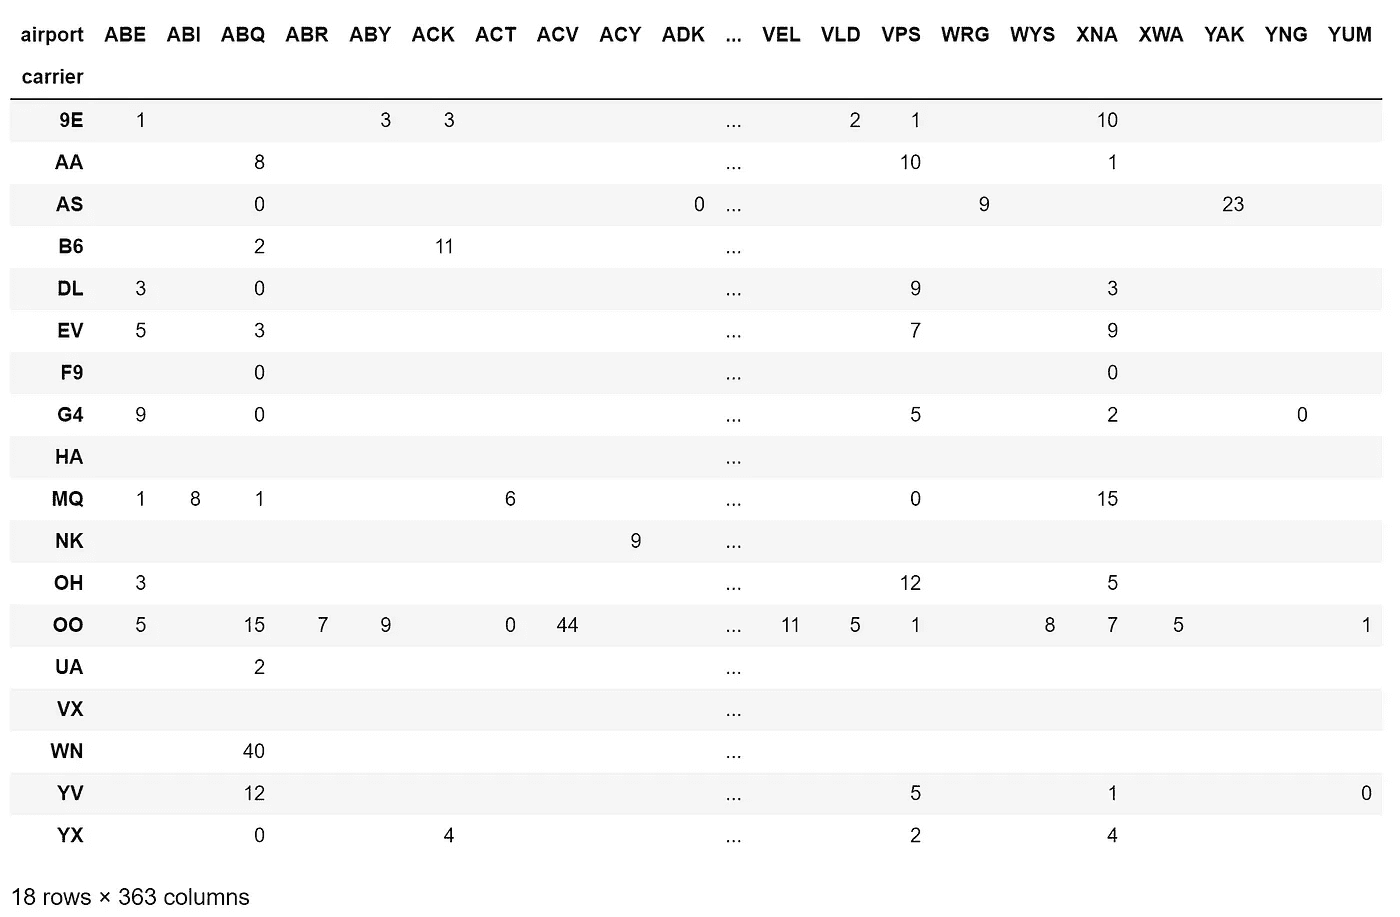 airport ABE ABI ABQ ABR ABY ACK ACT ACV ACY ADK ... VEL VLD VPS WRG WYS XNA XWA YAK YNG YUM
carrier
9E 1 3 3 ... 2 1 10
AA 8 ... 10 1
AS 0 0 ... 9 23
B6 2 11 ...
DL 3 0 ... 9 3
EV 5 3 ... 7 9
F9 0 ... 0
G4 9 0 ... 5 2 0
HA ...
MQ 1 8 1 6 ... 0 15
NK 9 ...
OH 3 ... 12 5
OO 5 15 7 9 0 44 ... 11 5 1 8 7 5 1
UA 2 ...
VX ...
WN 40 ...
YV 12 ... 5 1 0
YX 0 4 ... 2 4
18 rows × 363 columns